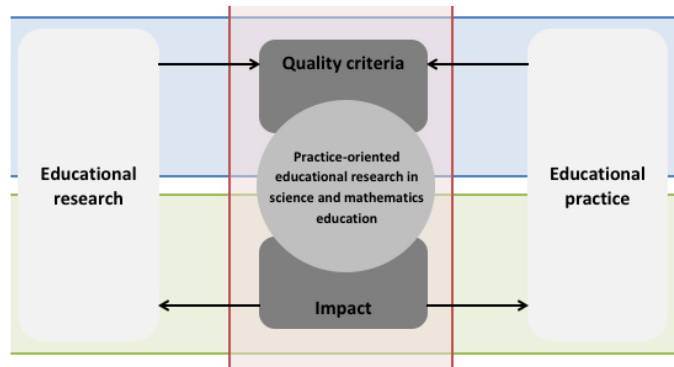 Quality criteria
Educational
research
Practice-oriented
educational research in
science and mathematics
education
Educational
practice
Impact